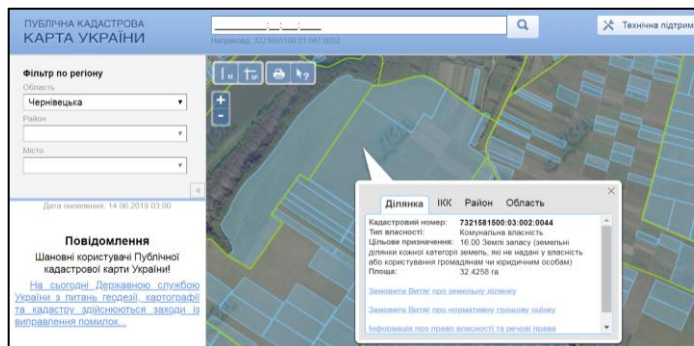 ПУБЛІЧНА КАДАСТРОВА
КАРТА УКРАЇНИ
Наприклад: 3221055100:01:047:0052
Технічна підтрим
Фільтр по регіону
Область
Чернівецька
Район
Місто
Дата оновлення: 14.06.2019 03:00
Повідомлення
Шановні користувачі Публічної
кадастрової карти України!
На сьогодні Державною службою
України з питань геодезії, картографії
та кадастру здійснюються заходи із
виправлення помилок...
Ділянка ІКК Район Область
Кадастровий номер: 7321581500:03:002:0044
Тип власності: Комунальна власність
Цільове призначення: 16.00 Землі запасу (земельні
ділянки кожної категорії земель, які не надані у власність
або користування громадянам чи юридичним особам)
Площа: 32.4258 га
Замовити Витяг про земельну ділянку
Замовити Витяг про нормативну грошову оцінку
Інформація про право власності та речові права